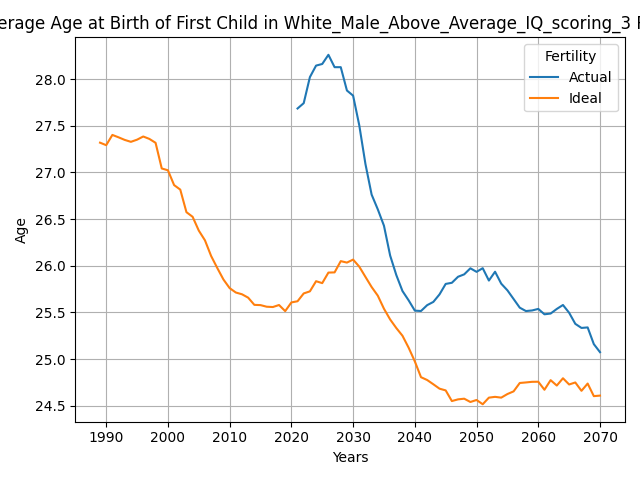 erage Age at Birth of First Child in White_Male_Above_Average_IQ_scoring_3
Fertility
Actual
Ideal
28.0
27.5
27.0
26.5
26.0
25.5
25.0
24.5
Age
1990 2000 2010 2020 2030 2040 2050 2060 2070
Years